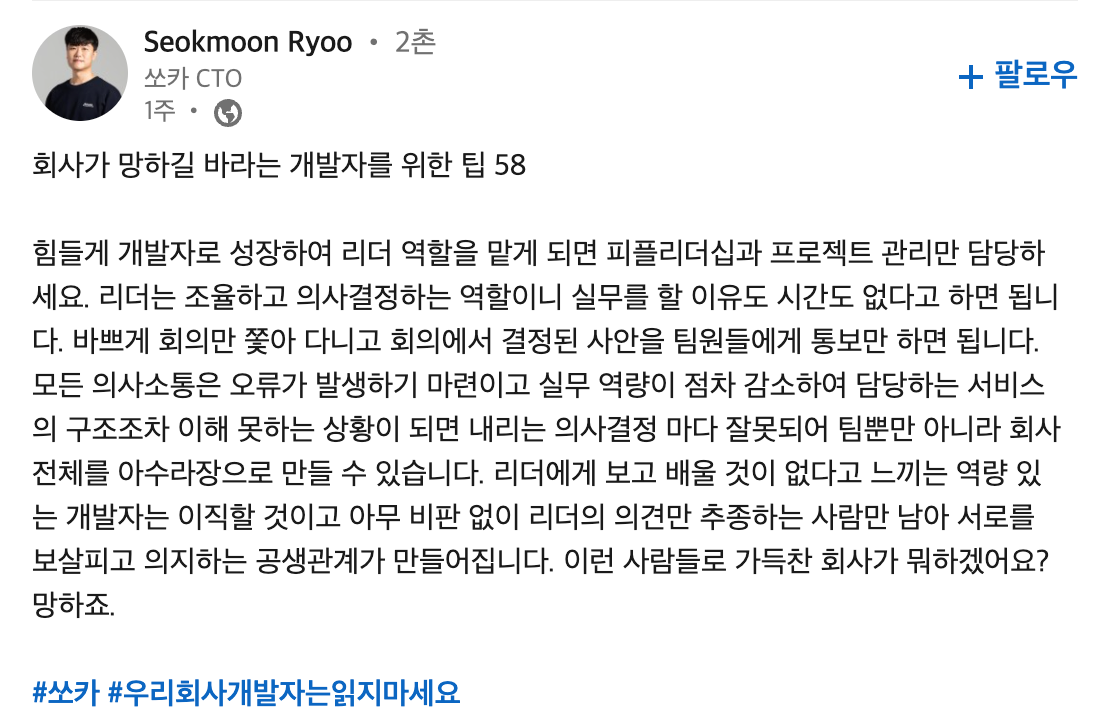 Seokmoon Ryoo • 2촌
쏘카 CTO
1주 •
+ 팔로우
회사가 망하길 바라는 개발자를 위한 팁 58
힘들게 개발자로 성장하여 리더 역할을 맡게 되면 피플리더십과 프로젝트 관리만 담당하
세요. 리더는 조율하고 의사결정하는 역할이니 실무를 할 이유도 시간도 없다고 하면 됩니
다. 바쁘게 회의만 쫓아 다니고 회의에서 결정된 사안을 팀원들에게 통보만 하면 됩니다.
모든 의사소통은 오류가 발생하기 마련이고 실무 역량이 점차 감소하여 담당하는 서비스
의 구조조차 이해 못하는 상황이 되면 내리는 의사결정 마다 잘못되어 팀뿐만 아니라 회사
전체를 아수라장으로 만들 수 있습니다. 리더에게 보고 배울 것이 없다고 느끼는 역량 있
는 개발자는 이직할 것이고 아무 비판 없이 리더의 의견만 추종하는 사람만 남아 서로를
보살피고 의지하는 공생관계가 만들어집니다. 이런 사람들로 가득찬 회사가 뭐하겠어요?
망하죠.
#쏘카 #우리회사개발자는읽지마세요